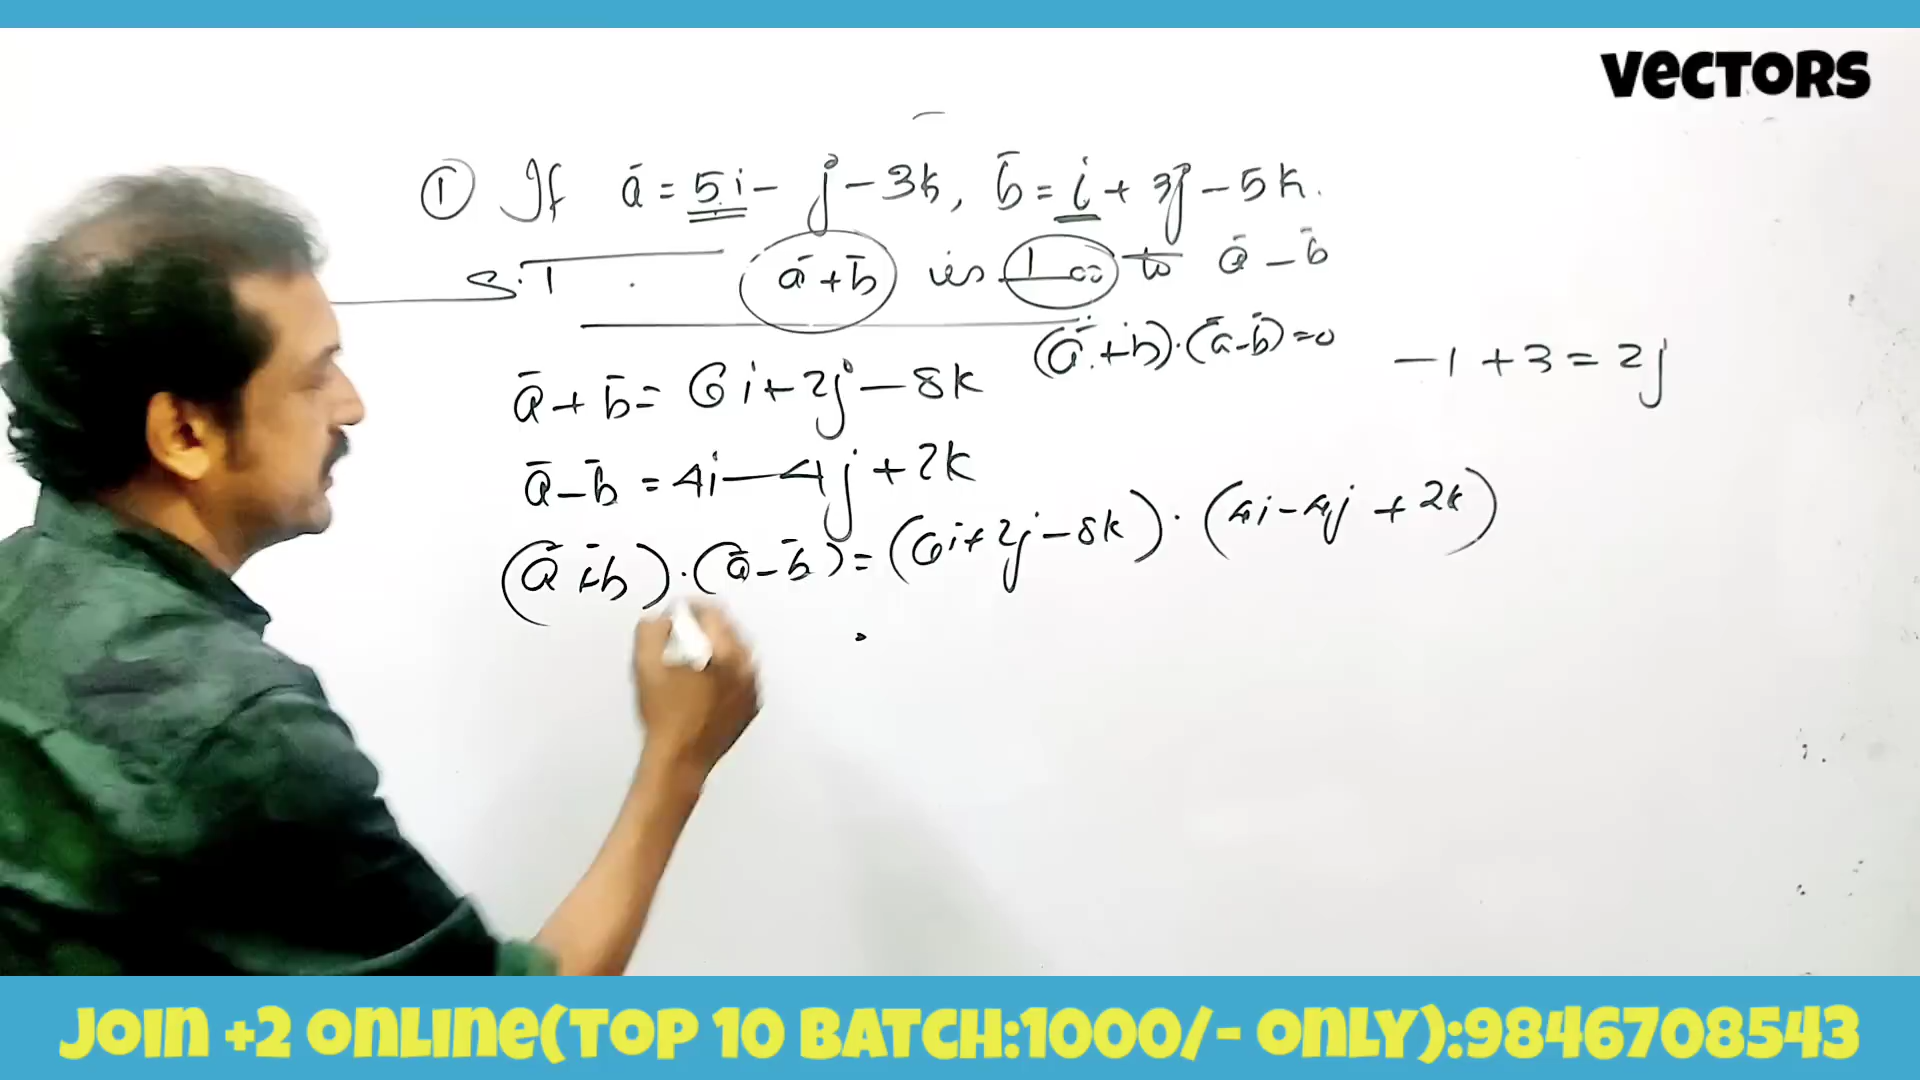 VECTORS
① If ā = 5i - j - 3k, b̄ = i + 3j - 5k.
S.T. ā + b̄ is ⊥ar to ā - b̄
(ā + b̄)·(ā - b̄) = 0
-1 + 3 = 2j
ā + b̄ = 6i + 2j - 8k
ā - b̄ = 4i - 4j + 2k
(ā + b̄)·(ā - b̄) = (6i + 2j - 8k)·(4i - 4j + 2k)
JOIN +2 ONLINE(TOP 10 BATCH:1000/- ONLY):9846708543